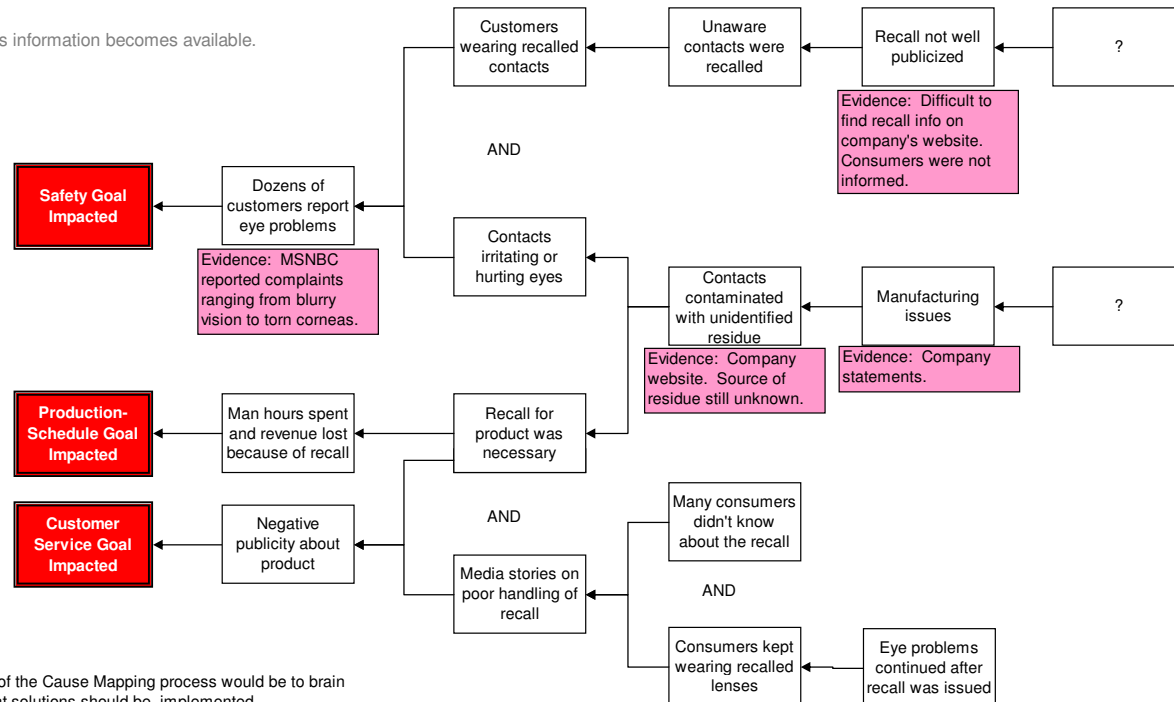 s information becomes available.
Customers
wearing recalled
contacts
Unaware
contacts were
recalled
Recall not well
publicized
?
Evidence:  Difficult to
find recall info on
company's website.
Consumers were not
informed.
AND
Safety Goal
Impacted
Dozens of
customers report
eye problems
Evidence:  MSNBC
reported complaints
ranging from blurry
vision to torn corneas.
Contacts
irritating or
hurting eyes
Contacts
contaminated
with unidentified
residue
Evidence:  Company
website.  Source of
residue still unknown.
Manufacturing
issues
Evidence:  Company
statements.
?
Production-
Schedule Goal
Impacted
Man hours spent
and revenue lost
because of recall
Recall for
product was
necessary
Customer
Service Goal
Impacted
Negative
publicity about
product
AND
Media stories on
poor handling of
recall
Many consumers
didn't know
about the recall
AND
Consumers kept
wearing recalled
lenses
Eye problems
continued after
recall was issued
of the Cause Mapping process would be to brain
t solutions should be  implemented